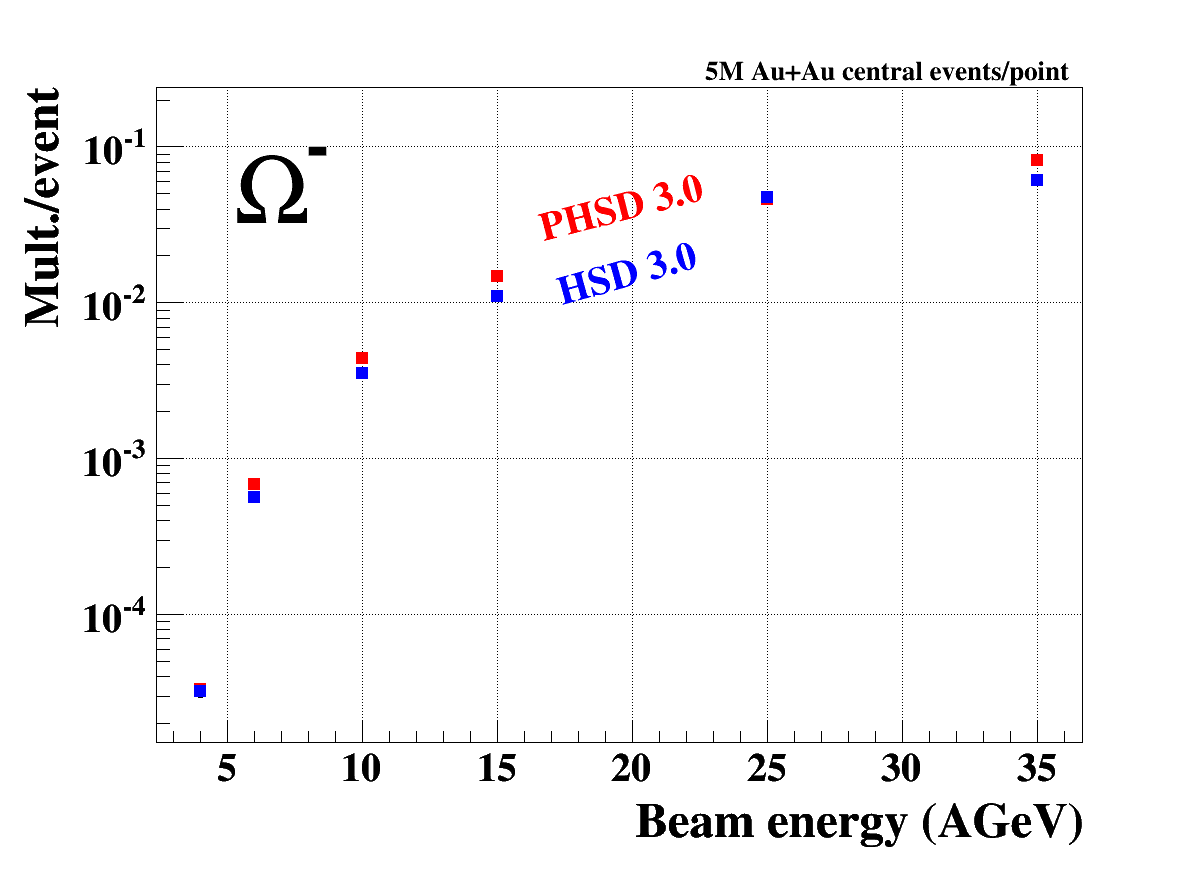 5M Au+Au central events/point
Mult./event
10^-1
10^-2
10^-3
10^-4
Ω^-
PHSD 3.0
HSD 3.0
5 10 15 20 25 30 35
Beam energy (AGeV)